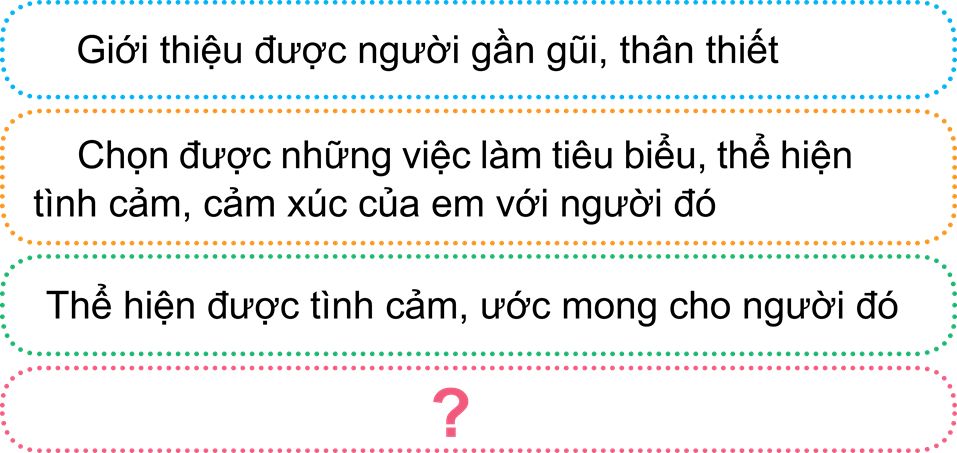 Giới thiệu được người gần gũi, thân thiết
Chọn được những việc làm tiêu biểu, thể hiện
tình cảm, cảm xúc của em với người đó
Thể hiện được tình cảm, ước mong cho người đó
?